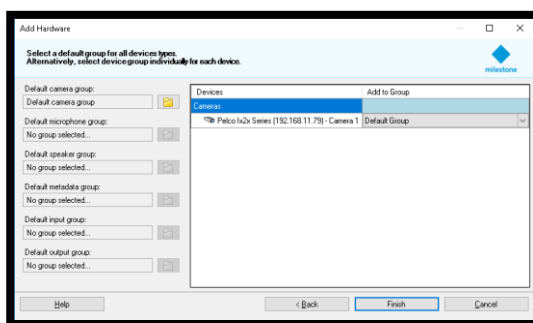 Add Hardware
Select a default group for all devices types.
Alternatively, select device group individually for each device.
milestone
Default camera group:
Default camera group
Default microphone group:
No group selected...
Default speaker group:
No group selected...
Default metadata group:
No group selected...
Default input group:
No group selected...
Default output group:
No group selected...
Devices Add to Group
Cameras
Pelco Ix2x Series (192.168.11.79) - Camera 1 Default Group
Help < Back Finish Cancel